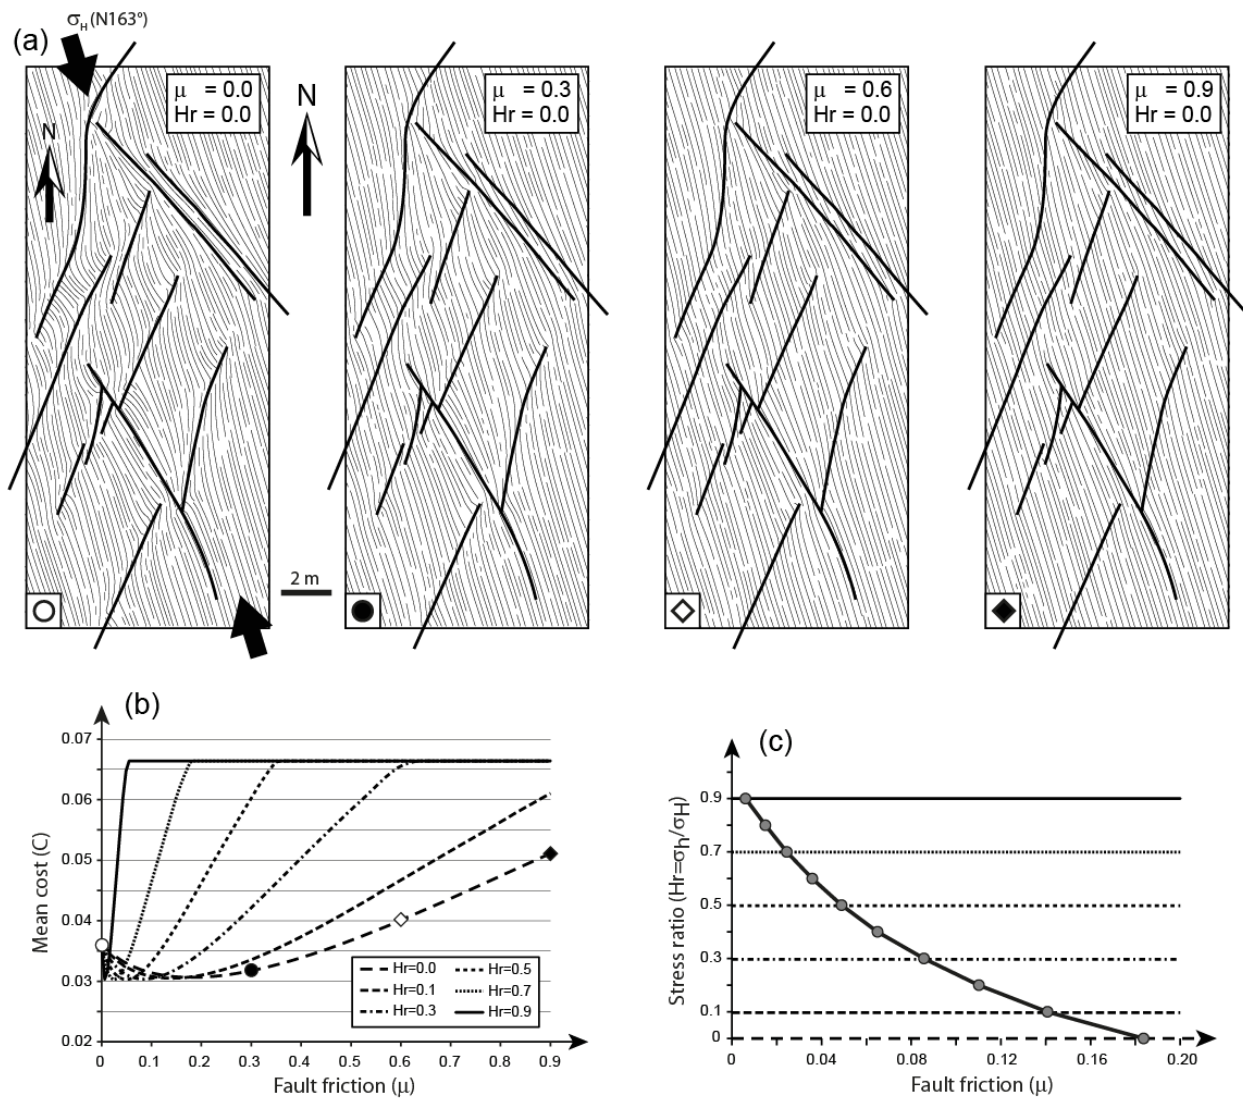 σH (N163°)
(a)
μ = 0.0
Hr = 0.0
μ = 0.3
Hr = 0.0
μ = 0.6
Hr = 0.0
μ = 0.9
Hr = 0.0
N
N
2 m
(b)
0.07
0.06
0.05
0.04
0.03
0.02
Mean cost (C)
0
0.1
0.2
0.3
0.4
0.5
0.6
0.7
0.8
0.9
Fault friction (μ)
Hr=0.0
Hr=0.5
Hr=0.1
Hr=0.7
Hr=0.3
Hr=0.9
(c)
0.9
0.7
0.5
0.3
0.1
0
Stress ratio (Hr=σh/σH)
0
0.04
0.08
0.12
0.16
0.20
Fault friction (μ)